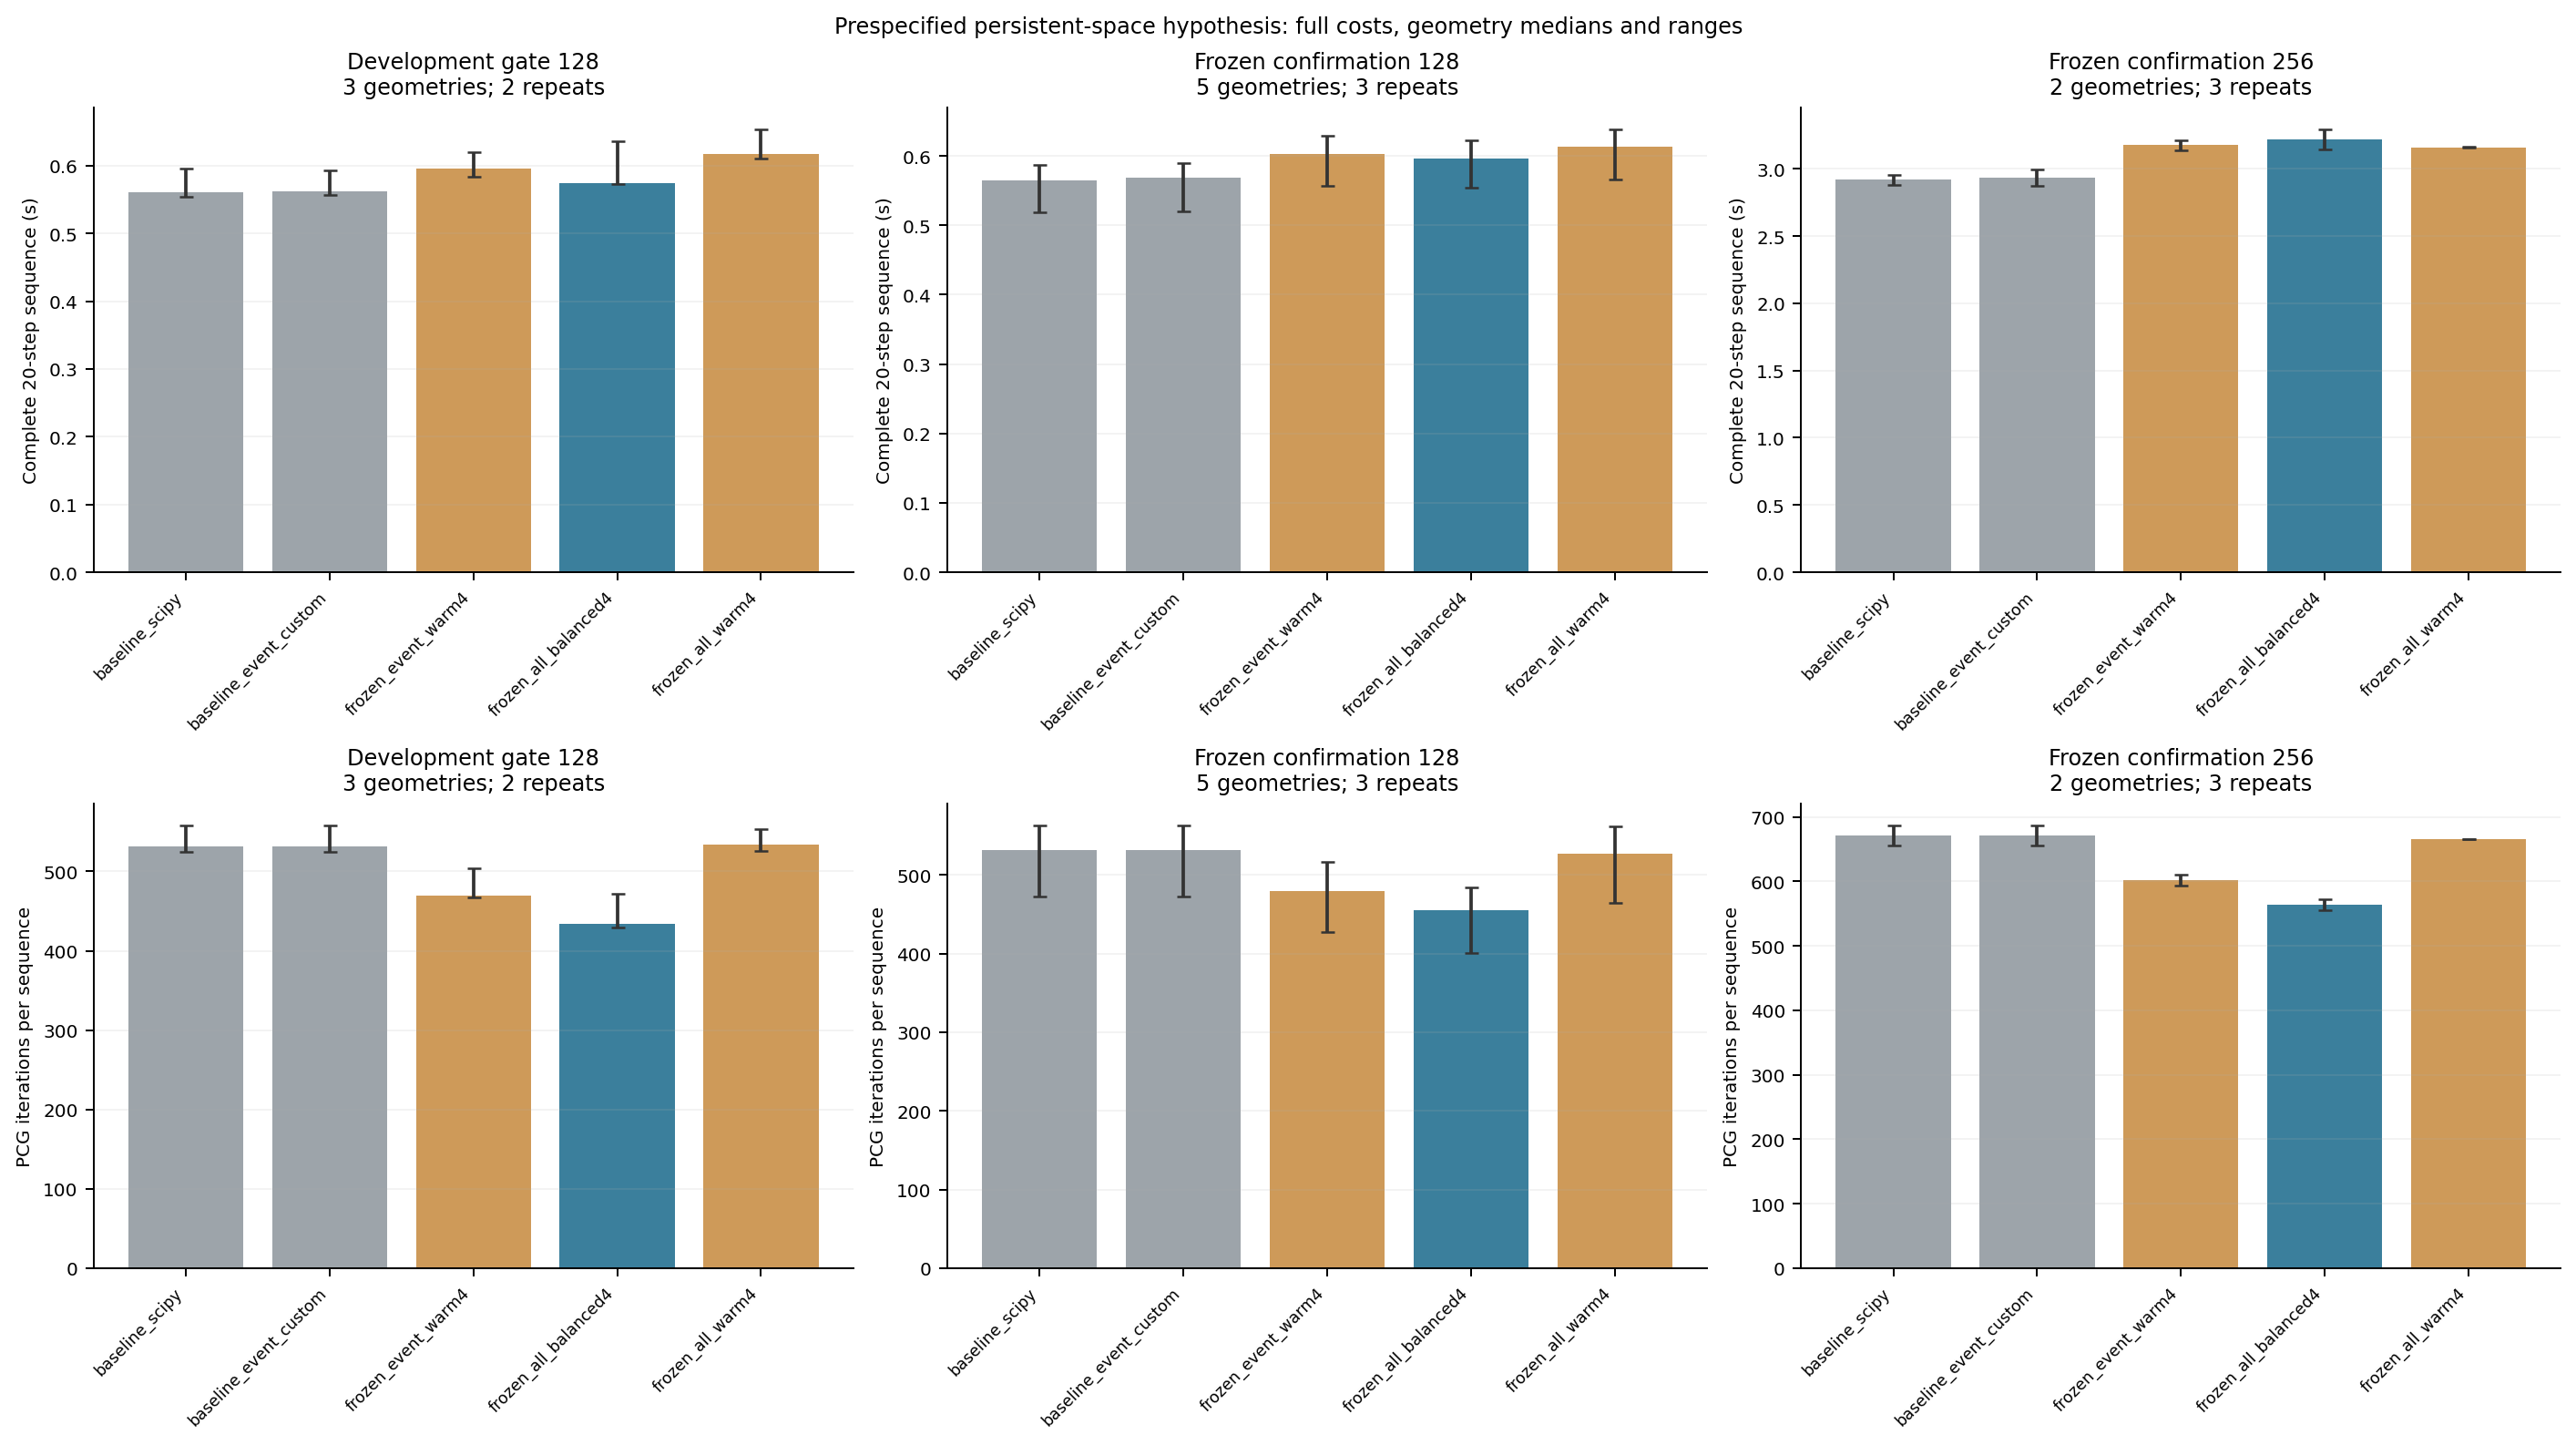 Prespecified persistent-space hypothesis: full costs, geometry medians and ranges
Development gate 128
3 geometries; 2 repeats
Complete 20-step sequence (s)
0.6
0.5
0.4
0.3
0.2
0.1
0.0
baseline_scipy
baseline_event_custom
frozen_event_warm4
frozen_all_balanced4
frozen_all_warm4
Frozen confirmation 128
5 geometries; 3 repeats
Complete 20-step sequence (s)
0.6
0.5
0.4
0.3
0.2
0.1
0.0
baseline_scipy
baseline_event_custom
frozen_event_warm4
frozen_all_balanced4
frozen_all_warm4
Frozen confirmation 256
2 geometries; 3 repeats
Complete 20-step sequence (s)
3.0
2.5
2.0
1.5
1.0
0.5
0.0
baseline_scipy
baseline_event_custom
frozen_event_warm4
frozen_all_balanced4
frozen_all_warm4
Development gate 128
3 geometries; 2 repeats
PCG iterations per sequence
500
400
300
200
100
0
baseline_scipy
baseline_event_custom
frozen_event_warm4
frozen_all_balanced4
frozen_all_warm4
Frozen confirmation 128
5 geometries; 3 repeats
PCG iterations per sequence
500
400
300
200
100
0
baseline_scipy
baseline_event_custom
frozen_event_warm4
frozen_all_balanced4
frozen_all_warm4
Frozen confirmation 256
2 geometries; 3 repeats
PCG iterations per sequence
700
600
500
400
300
200
100
0
baseline_scipy
baseline_event_custom
frozen_event_warm4
frozen_all_balanced4
frozen_all_warm4